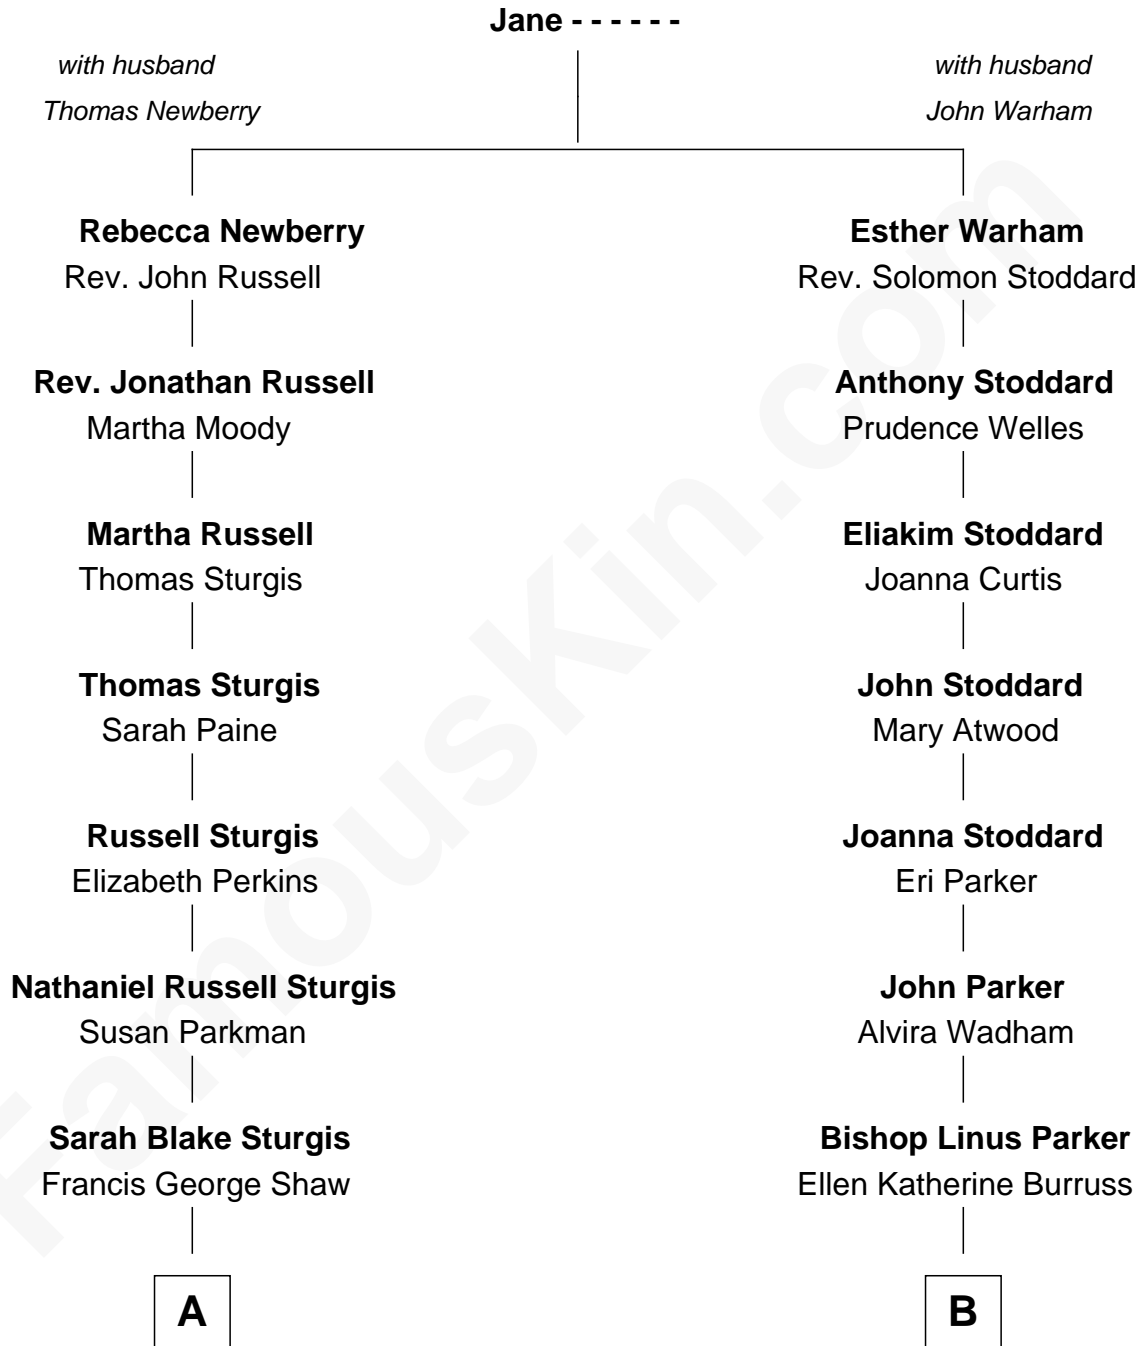 Jane - - - - - -
with husband
Thomas Newberry
with husband
John Warham
Rebecca Newberry
Rev. John Russell
Esther Warham
Rev. Solomon Stoddard
Rev. Jonathan Russell
Martha Moody
Anthony Stoddard
Prudence Welles
Martha Russell
Thomas Sturgis
Eliakim Stoddard
Joanna Curtis
Thomas Sturgis
Sarah Paine
John Stoddard
Mary Atwood
Russell Sturgis
Elizabeth Perkins
Joanna Stoddard
Eri Parker
Nathaniel Russell Sturgis
Susan Parkman
John Parker
Alvira Wadham
Sarah Blake Sturgis
Francis George Shaw
Bishop Linus Parker
Ellen Katherine Burruss
A
B
FamousKin.com